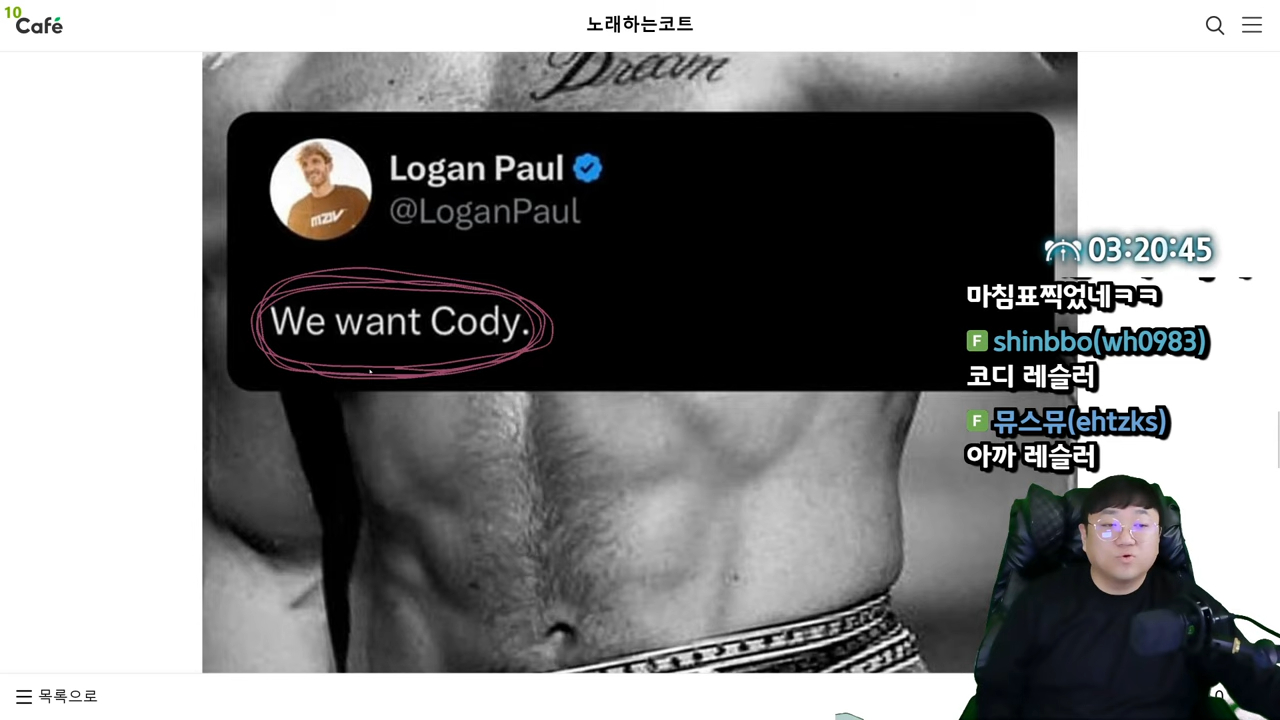 10
Café
노래하는코트
Dream
Logan Paul
@LoganPaul
MZIV
We want Cody.
03:20:45
마침표찍었네ㅋㅋ
F shinbbo(wh0983)
코디 레슬러
F 뮤스뮤(ehtzks)
아까 레슬러
목록으로